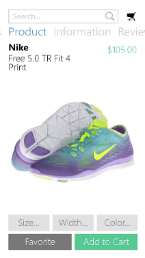 Search...
Product Information Review
Nike $105.00
Free 5.0 TR Fit 4
Print
Size... Width... Color...
Favorite Add to Cart